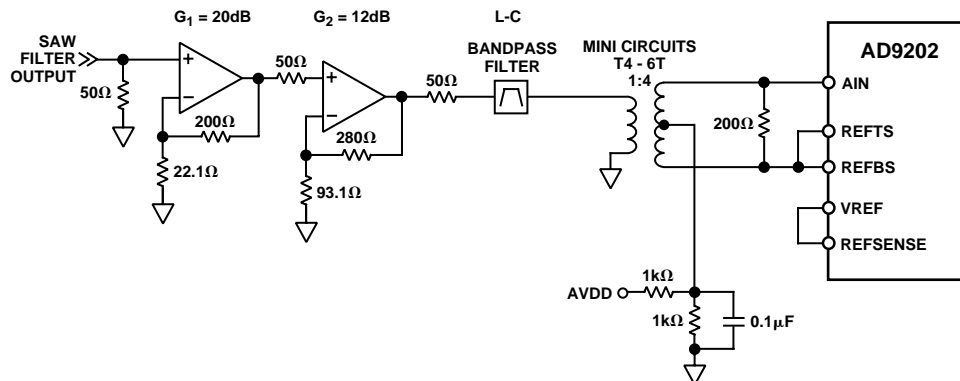 G1 = 20dB
G2 = 12dB
L-C
BANDPASS
FILTER
MINI CIRCUITS
T4 - 6T
1:4
AD9202
SAW
FILTER
OUTPUT
50Ω
+
−
200Ω
22.1Ω
50Ω
+
−
280Ω
93.1Ω
50Ω
200Ω
AIN
REFTS
REFBS
VREF
REFSENSE
AVDD
1kΩ
1kΩ
0.1μF